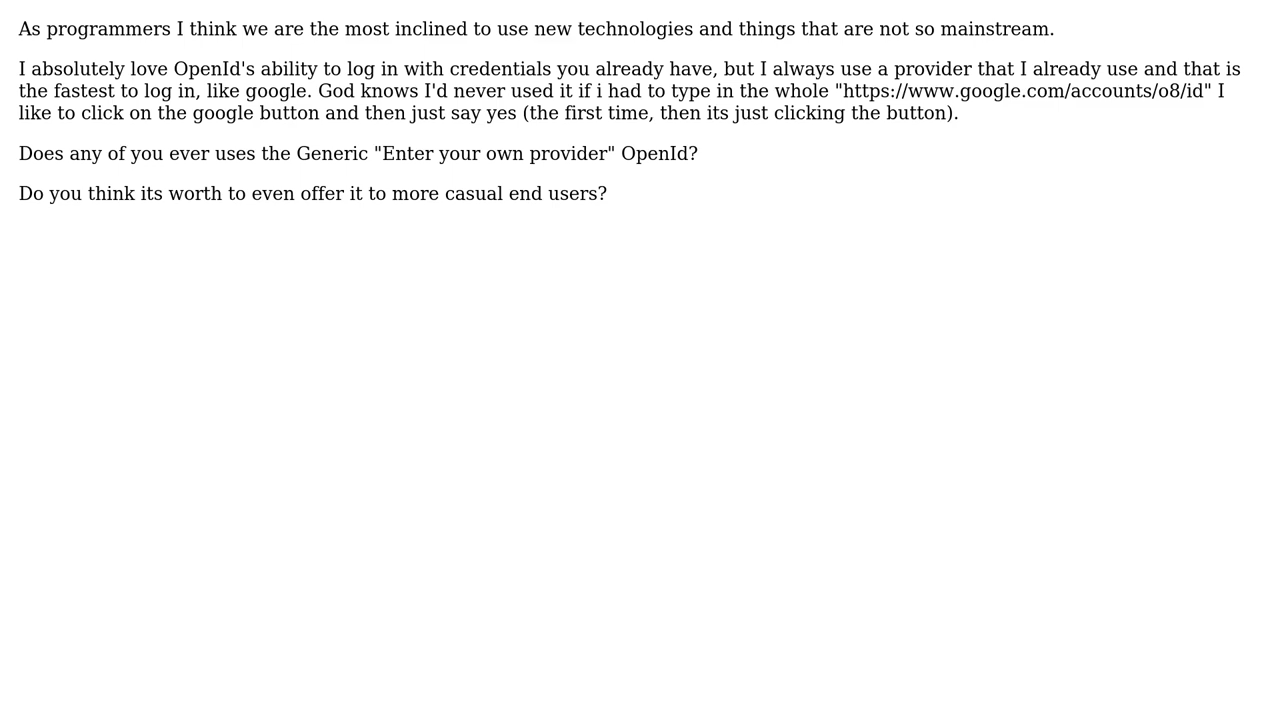 As programmers I think we are the most inclined to use new technologies and things that are not so mainstream.
I absolutely love OpenId's ability to log in with credentials you already have, but I always use a provider that I already use and that is
the fastest to log in, like google. God knows I'd never used it if i had to type in the whole "https://www.google.com/accounts/o8/id" I
like to click on the google button and then just say yes (the first time, then its just clicking the button).
Does any of you ever uses the Generic "Enter your own provider" OpenId?
Do you think its worth to even offer it to more casual end users?